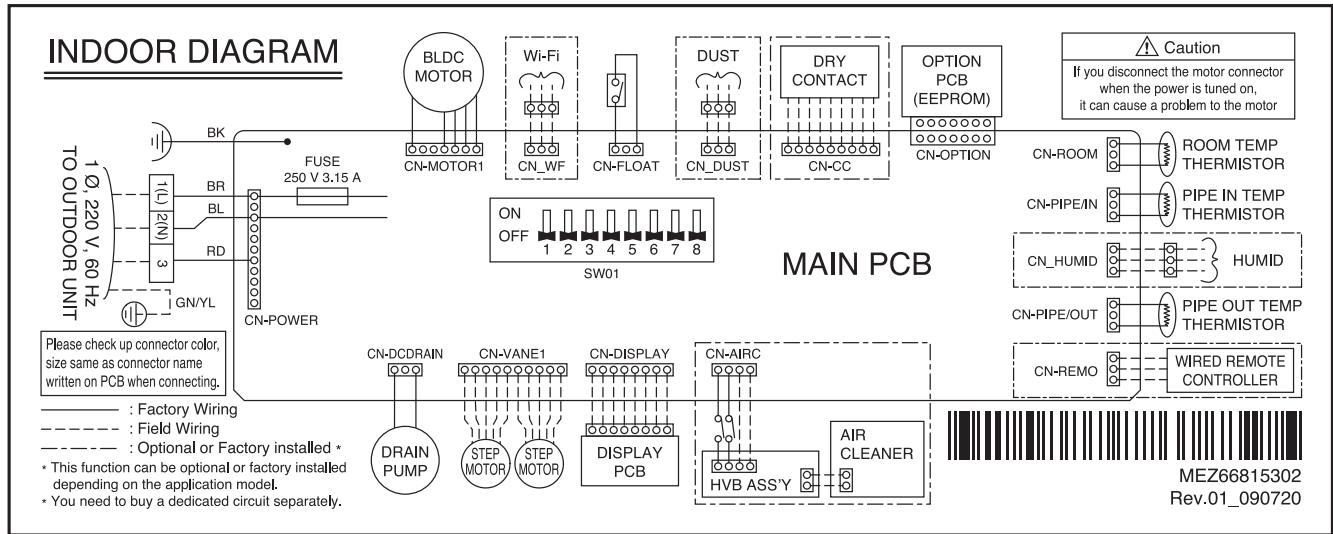 INDOOR DIAGRAM
BLDC
MOTOR
Wi-Fi
DUST
DRY
CONTACT
OPTION
PCB
(EEPROM)
⚠ Caution
If you disconnect the motor connector
when the power is tuned on,
it can cause a problem to the motor
CN-MOTOR1
CN_WF
CN-FLOAT
CN_DUST
CN-CC
CN-OPTION
BK
FUSE
250 V 3.15 A
1 Ø, 220 V, 60 Hz
TO OUTDOOR UNIT
1(L)
2(N)
3
BR
BL
RD
GN/YL
CN-POWER
ON
OFF
1 2 3 4 5 6 7 8
SW01
MAIN PCB
CN-ROOM
ROOM TEMP
THERMISTOR
CN-PIPE/IN
PIPE IN TEMP
THERMISTOR
CN_HUMID
HUMID
CN-PIPE/OUT
PIPE OUT TEMP
THERMISTOR
CN-REMO
WIRED REMOTE
CONTROLLER
Please check up connector color,
size same as connector name
written on PCB when connecting.
: Factory Wiring
: Field Wiring
: Optional or Factory installed *
* This function can be optional or factory installed
depending on the application model.
* You need to buy a dedicated circuit separately.
CN-DCDRAIN
CN-VANE1
CN-DISPLAY
CN-AIRC
DRAIN
PUMP
STEP
MOTOR
STEP
MOTOR
DISPLAY
PCB
HVB ASS'Y
AIR
CLEANER
MEZ66815302
Rev.01_090720